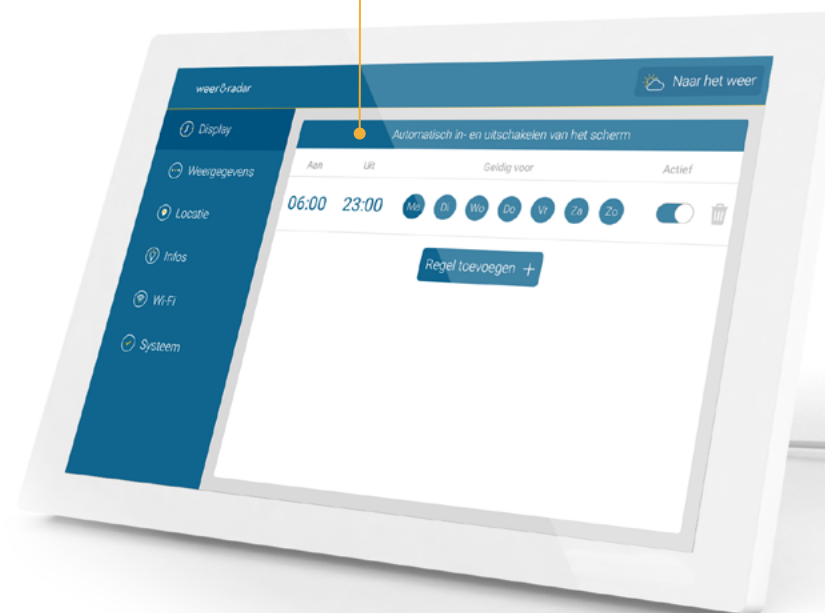 weer&radar
Naar het weer
Display
Weergegevens
Locatie
Infos
Wi-Fi
Systeem
Automatisch in- en uitschakelen van het scherm
Aan Uit Geldig voor Actief
06:00 23:00 Mo Di Wo Do Vr Za Zo
Regel toevoegen +